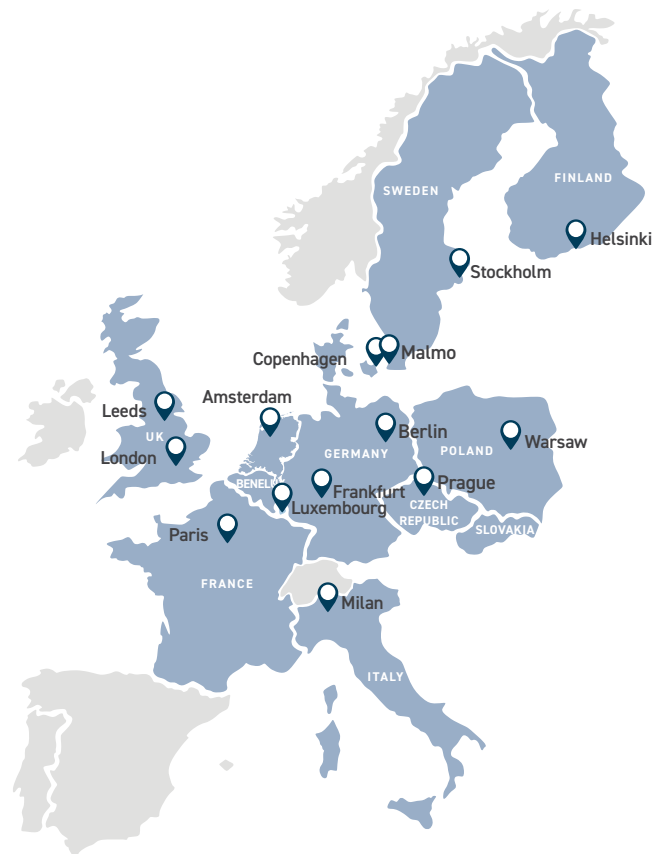 SWEDEN
FINLAND
Helsinki
Stockholm
Copenhagen
Malmo
Amsterdam
Leeds
UK
London
Berlin
GERMANY
POLAND
Warsaw
Prague
BENELUX
Frankfurt
Luxembourg
CZECH
REPUBLIC
SLOVAKIA
Paris
FRANCE
Milan
ITALY